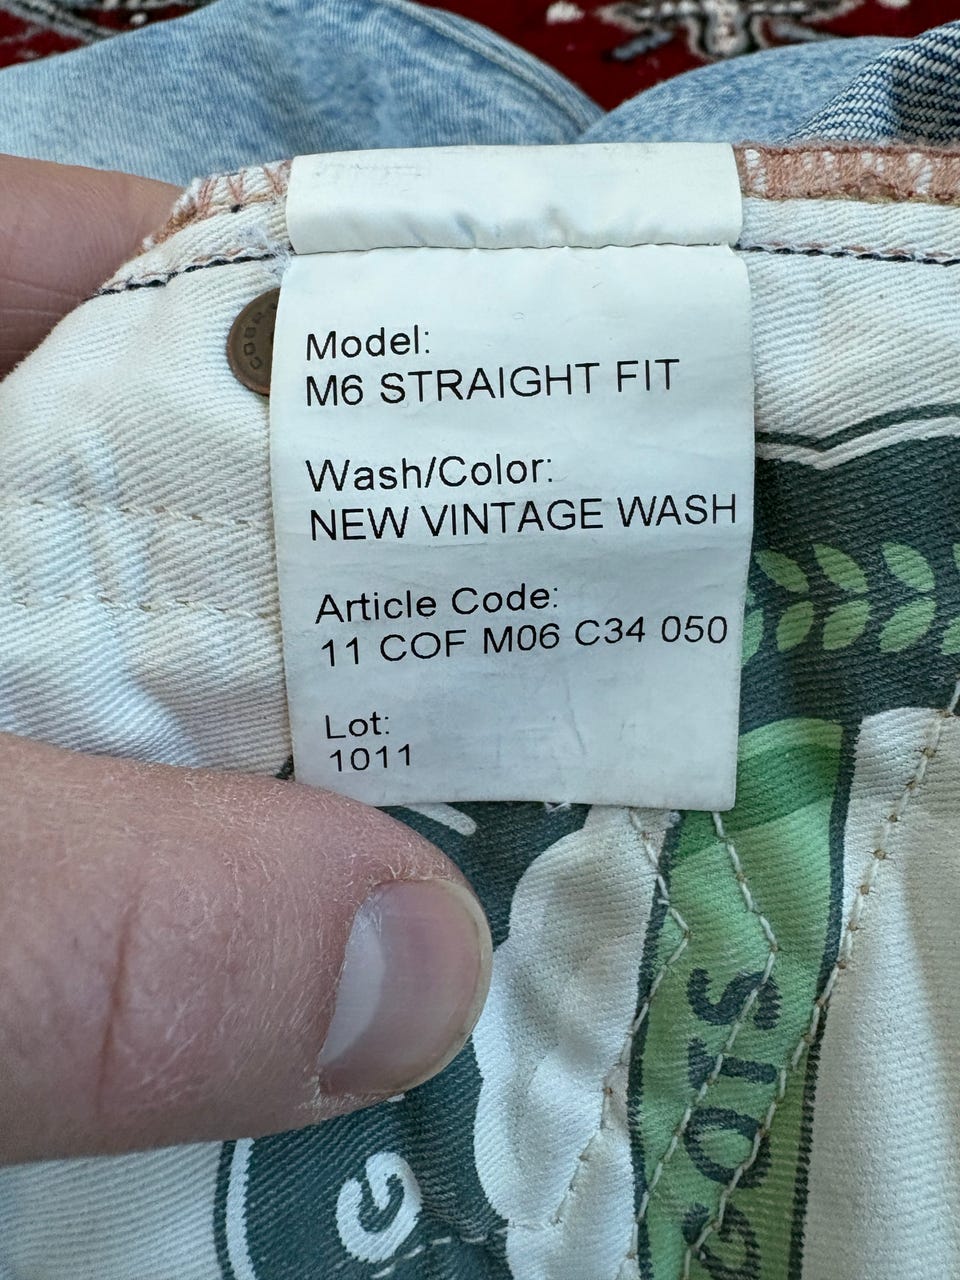 Model:
M6 STRAIGHT FIT
Wash/Color:
NEW VINTAGE WASH
Article Code:
11 COF M06 C34 050
Lot:
1011